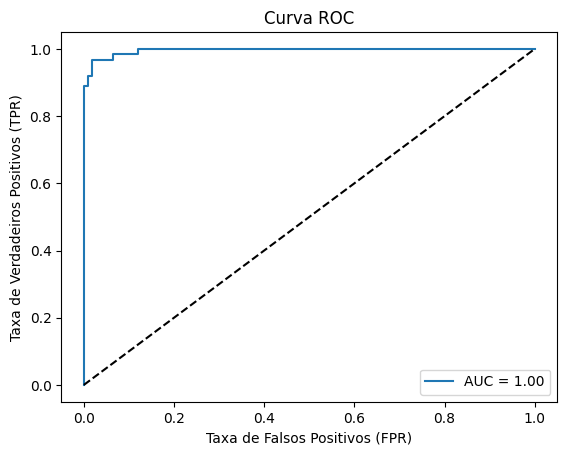 Curva ROC
Taxa de Verdadeiros Positivos (TPR)
1.0
0.8
0.6
0.4
0.2
0.0
AUC = 1.00
0.0 0.2 0.4 0.6 0.8 1.0
Taxa de Falsos Positivos (FPR)